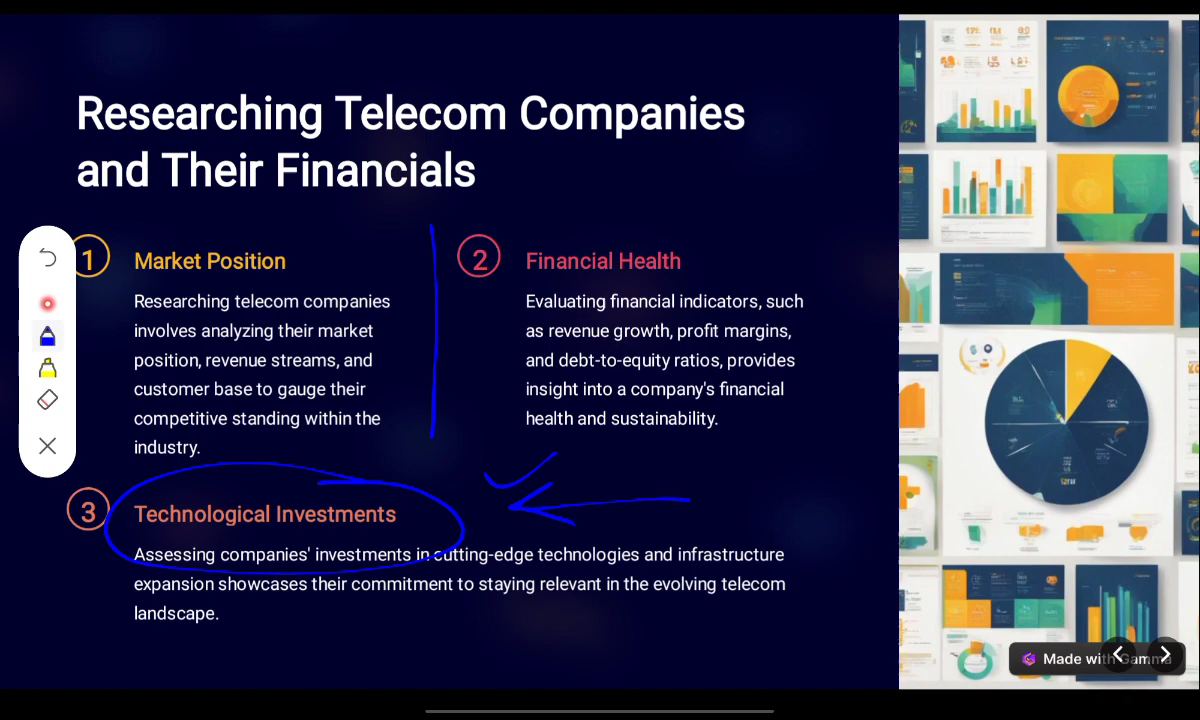 Researching Telecom Companies
and Their Financials
1
Market Position
Researching telecom companies
involves analyzing their market
position, revenue streams, and
customer base to gauge their
competitive standing within the
industry.
2
Financial Health
Evaluating financial indicators, such
as revenue growth, profit margins,
and debt-to-equity ratios, provides
insight into a company's financial
health and sustainability.
3
Technological Investments
Assessing companies' investments in cutting-edge technologies and infrastructure
expansion showcases their commitment to staying relevant in the evolving telecom
landscape.
Made with Gamma